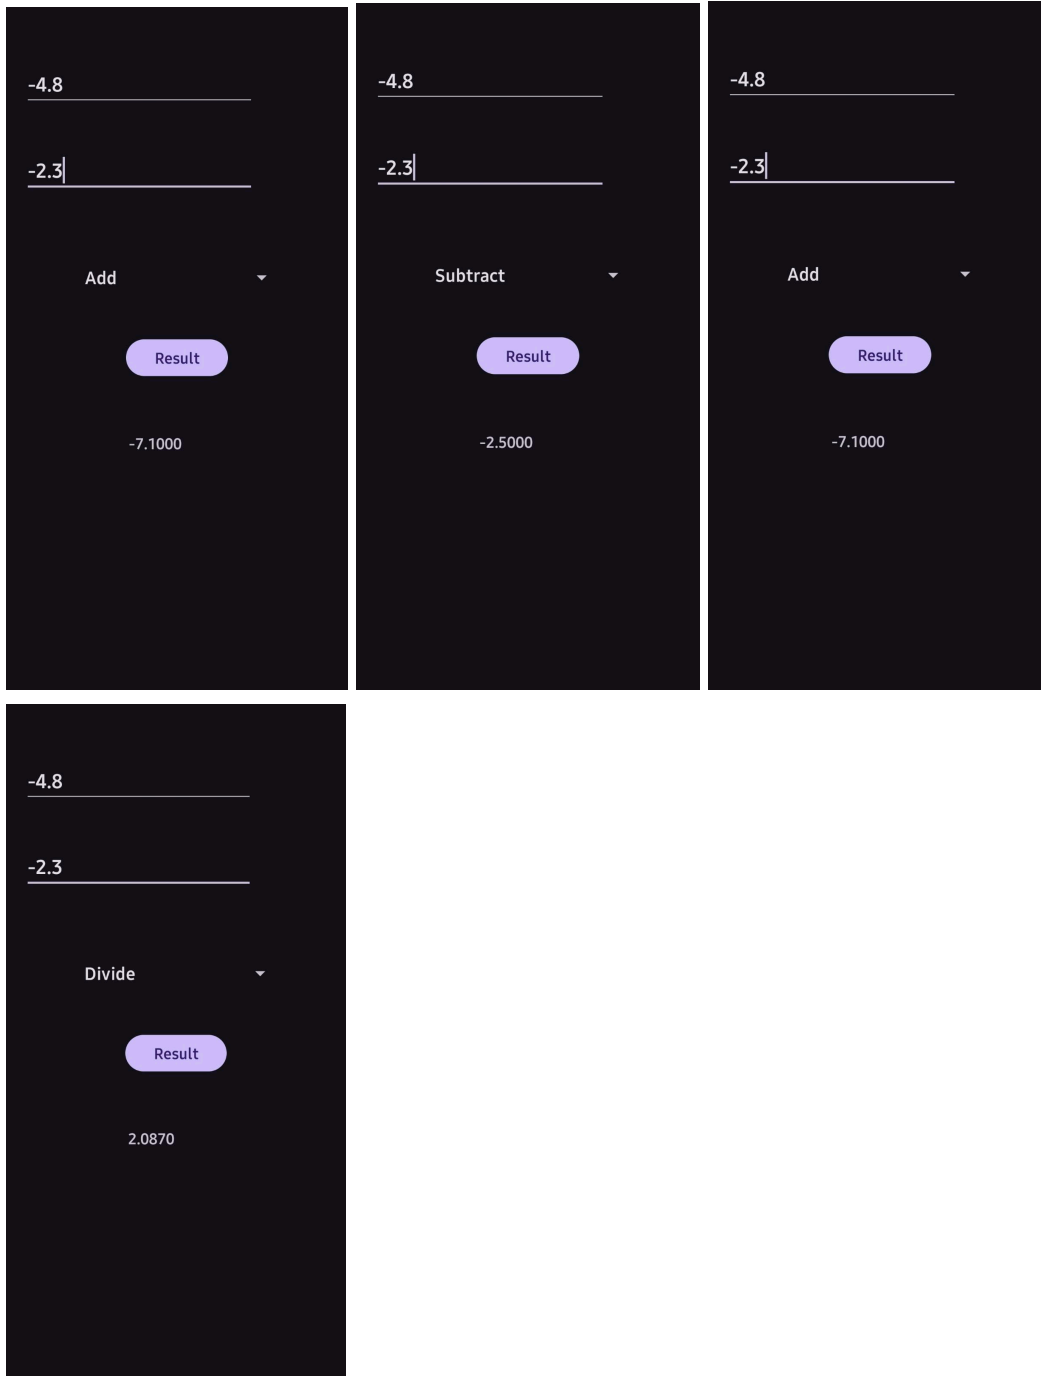 -4.8
-2.3
Add
Result
-7.1000
-4.8
-2.3
Subtract
Result
-2.5000
-4.8
-2.3
Add
Result
-7.1000
-4.8
-2.3
Divide
Result
2.0870